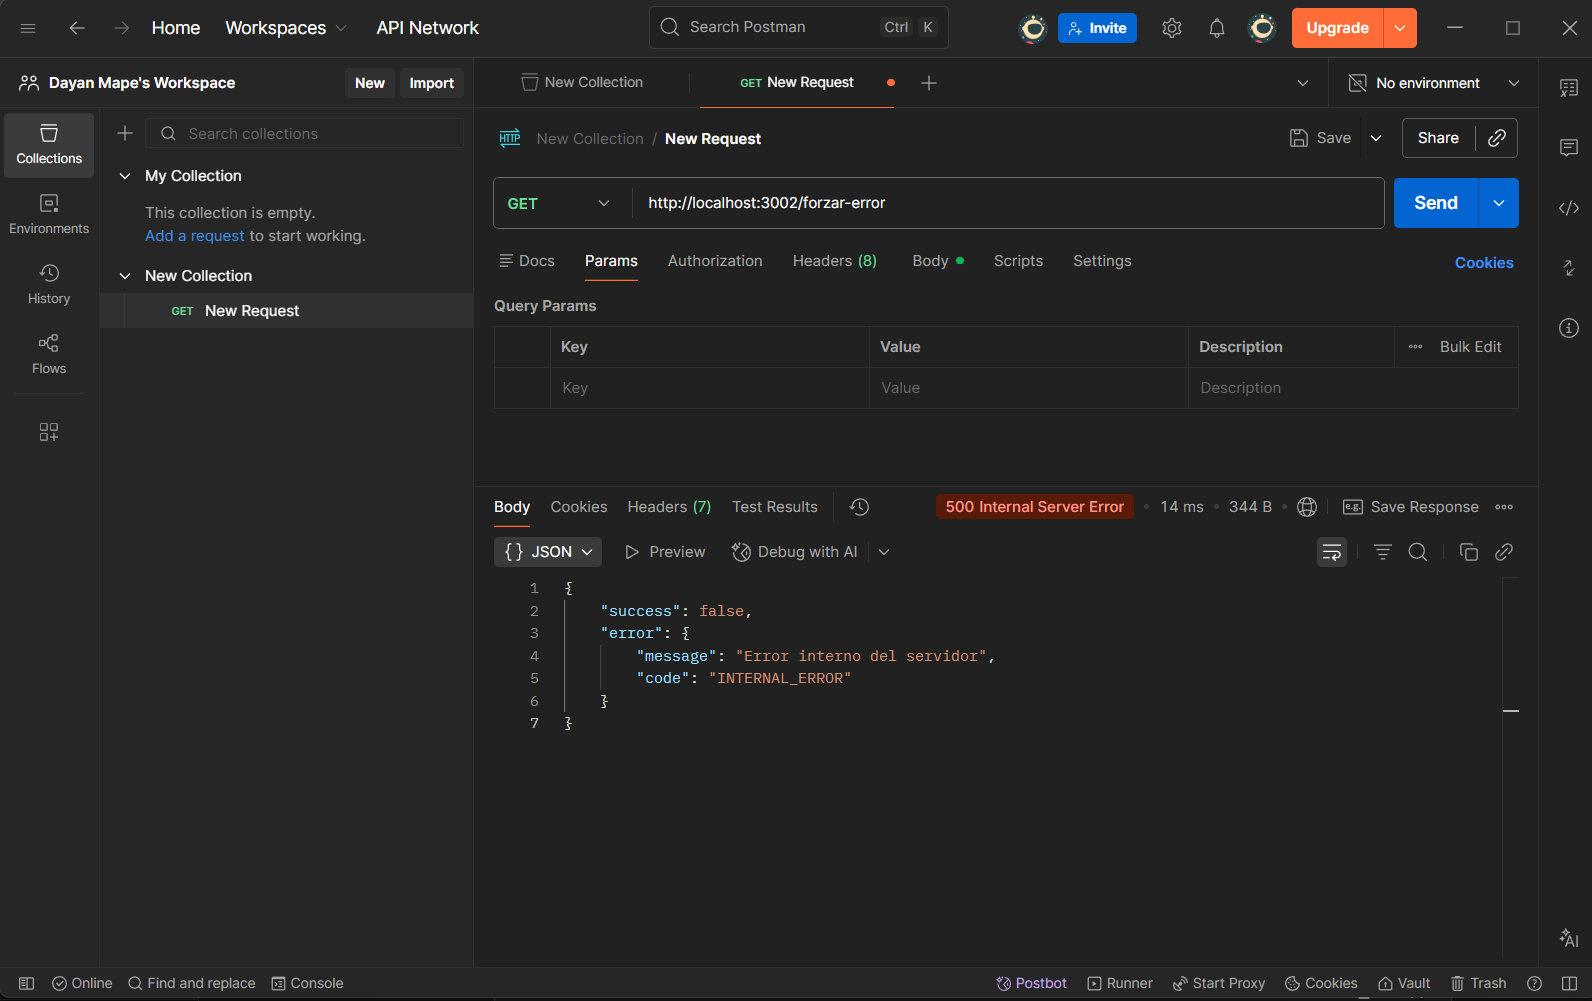 Home Workspaces API Network Search Postman Ctrl K Invite Upgrade
Dayan Mape's Workspace New Import New Collection GET New Request No environment
Collections
Environments
History
Flows
Search collections
My Collection
This collection is empty.
Add a request to start working.
New Collection
GET New Request
HTTP New Collection / New Request Save Share
GET http://localhost:3002/forzar-error Send
Docs Params Authorization Headers (8) Body Scripts Settings Cookies
Query Params
Key Value Description Bulk Edit
Key Value Description
Body Cookies Headers (7) Test Results 500 Internal Server Error 14 ms 344 B e.g. Save Response
{} JSON Preview Debug with AI
1 {
2 "success": false,
3 "error": {
4 "message": "Error interno del servidor",
5 "code": "INTERNAL_ERROR"
6 }
7 }
AI
Online Find and replace Console Postbot Runner Start Proxy Cookies Vault Trash